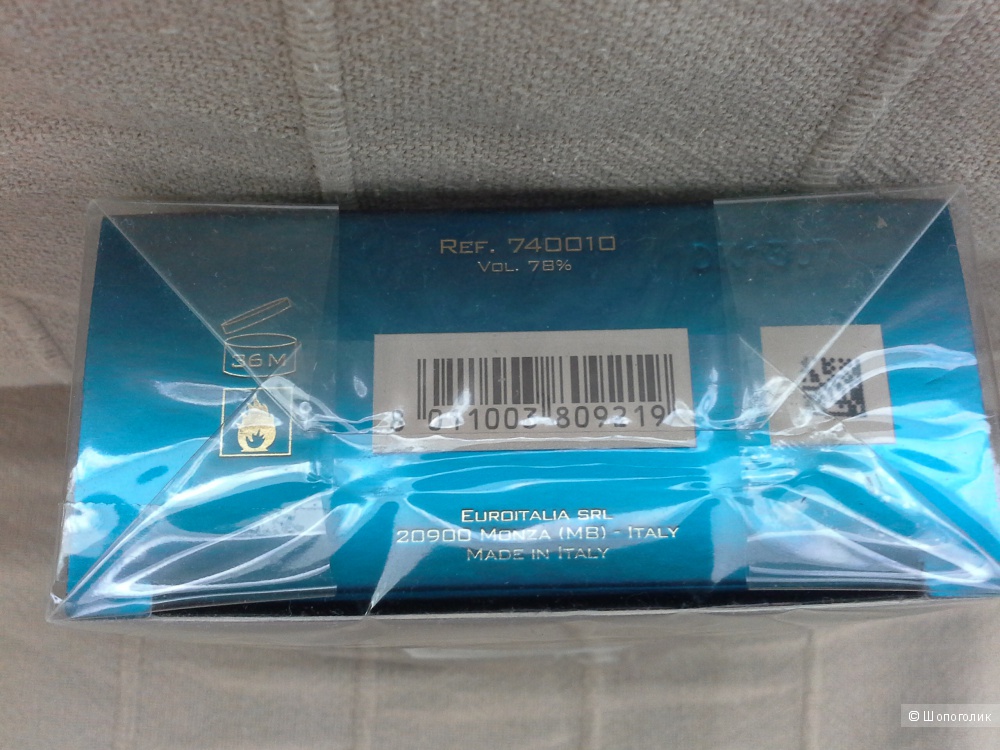 REF. 740010
VOL. 78%
36 M
8 011003 809219
EUROITALIA SRL
20900 MONZA (MB) - ITALY
MADE IN ITALY
© Шопоголик